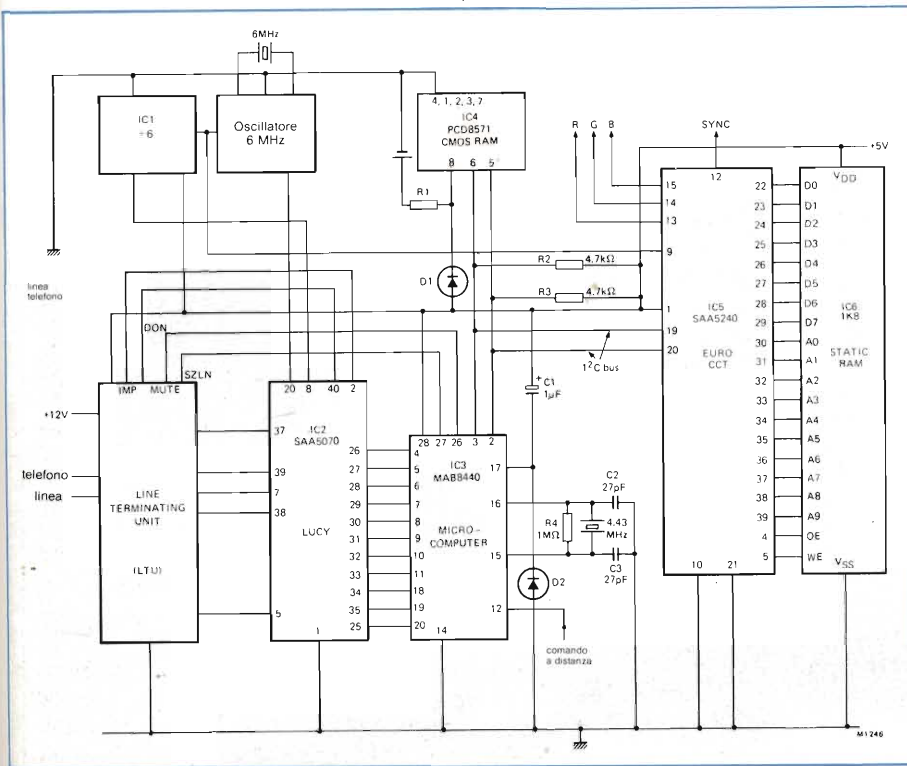 6MHz
IC1
÷6
Oscillatore
6 MHz
4, 1, 2, 3, 7
IC4
PCD8571
CMOS RAM
8 6 5
R1
D1
R G B
SYNC
+5V
12
15
14
13
9
1
19
20
10 21
IC5
SAA5240
EURO
CCT
22
23
24
25
26
27
28
29
30
31
32
33
34
35
36
37
38
39
4
5
VDD
D0
D1
D2
D3
D4
D5
D6
D7
A0
A1
A2
A3
A4
A5
A6
A7
A8
A9
OE
WE
VSS
IC6
1K8
STATIC
RAM
R2 4.7kΩ
R3 4.7kΩ
I2C bus
linea
telefono
DON
IMP MUTE SZLN
+12V
telefono
linea
LINE
TERMINATING
UNIT
(LTU)
20 8 40 2
IC2
SAA5070
LUCY
37
39
7
38
5
1
26
27
28
29
30
31
32
33
34
35
25
28 27 26 3 2
4
5
6
7
8
9
10
11
18
19
20
IC3
MAB8440
MICRO-
COMPUTER
17
16
15
12
14
C1
+
1µF
C2
27pF
R4
1MΩ
4.43
MHz
C3
27pF
D2
comando
a distanza
M1246